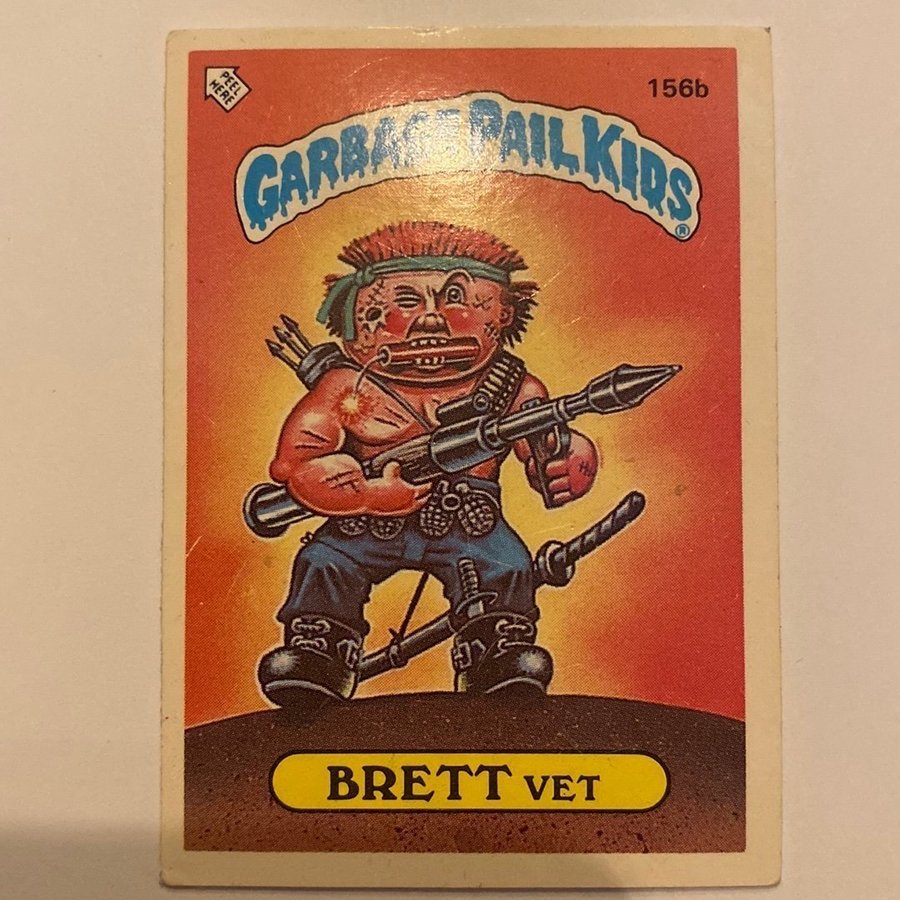 PEEL
HERE
156b
GARBAGE PAIL KIDS
®
BRETT VET